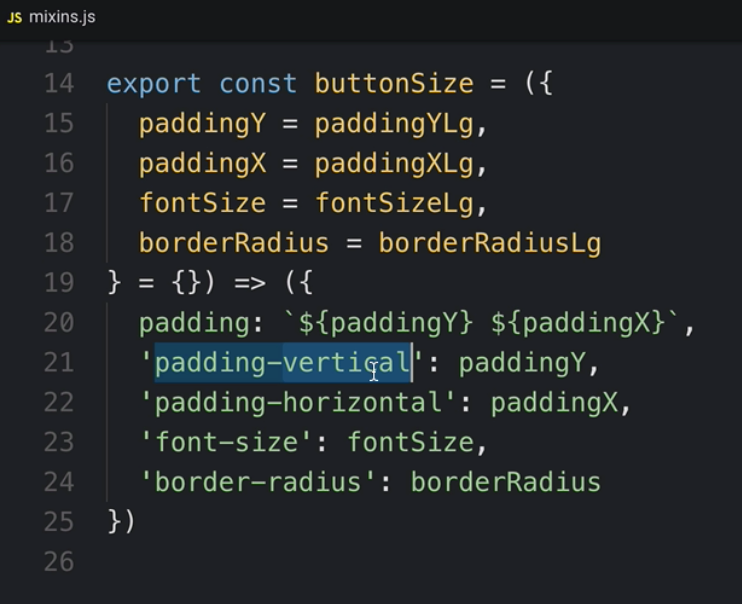 JS mixins.js
13
14 export const buttonSize = ({
15 paddingY = paddingYLg,
16 paddingX = paddingXLg,
17 fontSize = fontSizeLg,
18 borderRadius = borderRadiusLg
19 } = {}) => ({
20 padding: `${paddingY} ${paddingX}`,
21 'padding-vertical': paddingY,
22 'padding-horizontal': paddingX,
23 'font-size': fontSize,
24 'border-radius': borderRadius
25 })
26